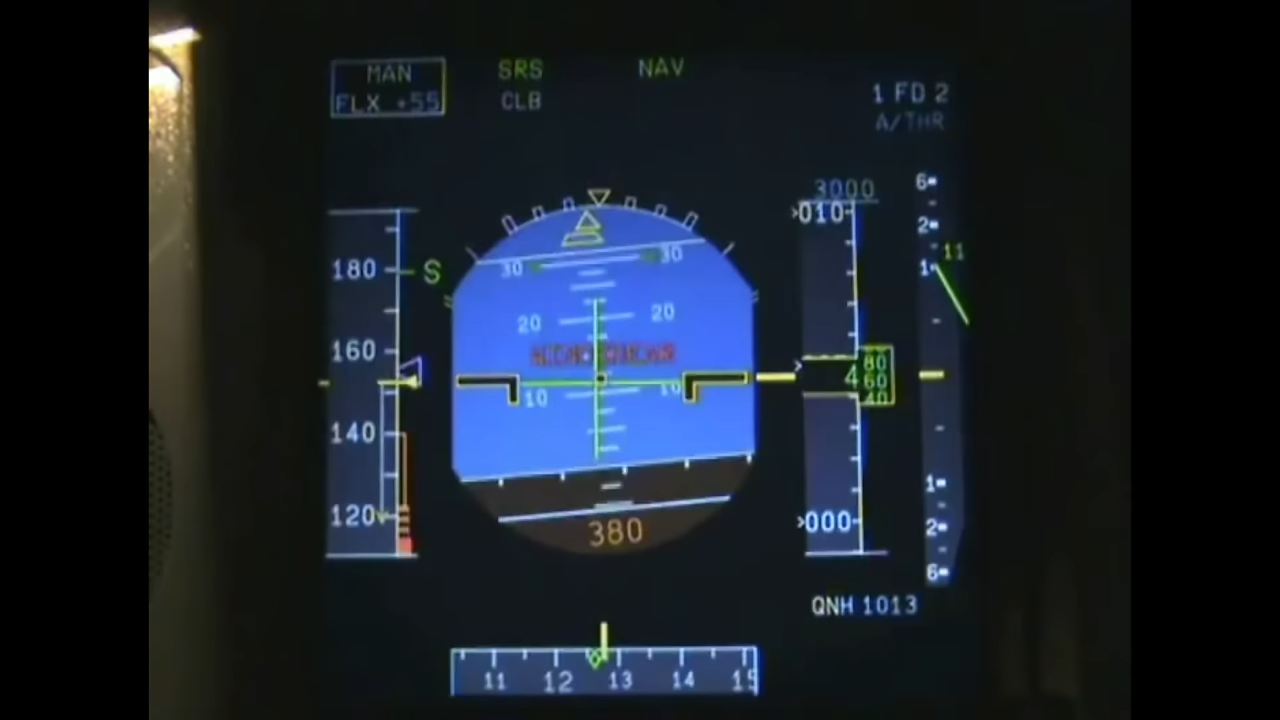 MAN
FLX +55
SRS
CLB
NAV
1 FD 2
A/THR
180
160
140
120
S
30 30
20 20
10 10
WINDSHEAR
380
3000
010
4
80
60
40
000
QNH 1013
6
2
1
11
1
2
6
11 12 13 14 15